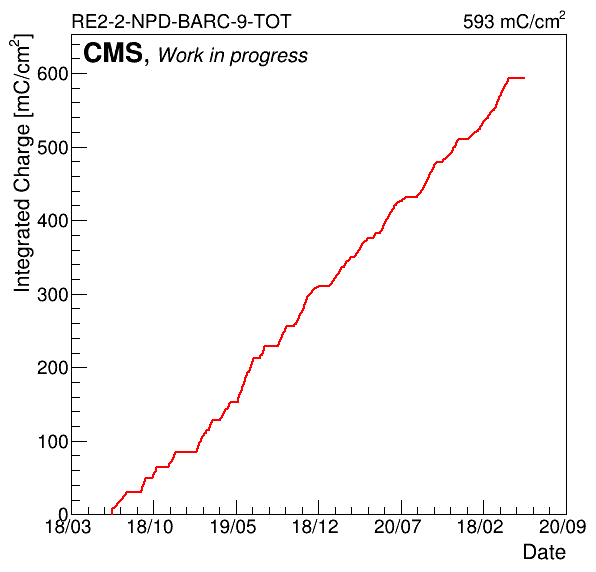 RE2-2-NPD-BARC-9-TOT 593 mC/cm²
CMS, Work in progress
Integrated Charge [mC/cm²]
600
500
400
300
200
100
0
18/03 18/10 19/05 18/12 20/07 18/02 20/09
Date